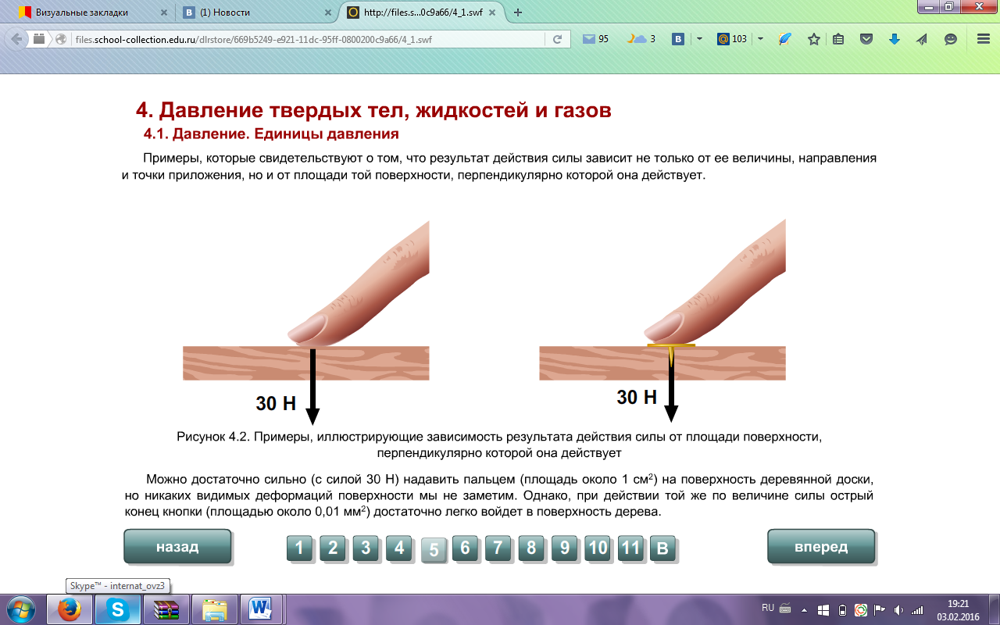 Визуальные закладки
(1) Новости
http://files.s...0c9a66/4_1.swf
files.school-collection.edu.ru/dlrstore/669b5249-e921-11dc-95ff-0800200c9a66/4_1.swf
95
3
B
103
4. Давление твердых тел, жидкостей и газов
4.1. Давление. Единицы давления
Примеры, которые свидетельствуют о том, что результат действия силы зависит не только от ее величины, направления
и точки приложения, но и от площади той поверхности, перпендикулярно которой она действует.
30 Н
30 Н
Рисунок 4.2. Примеры, иллюстрирующие зависимость результата действия силы от площади поверхности,
перпендикулярно которой она действует
Можно достаточно сильно (с силой 30 Н) надавить пальцем (площадь около 1 см²) на поверхность деревянной доски,
но никаких видимых деформаций поверхности мы не заметим. Однако, при действии той же по величине силы острый
конец кнопки (площадью около 0,01 мм²) достаточно легко войдет в поверхность дерева.
назад 1 2 3 4 5 6 7 8 9 10 11 В вперед
Skype™ - internat_ovz3
RU
19:21
03.02.2016